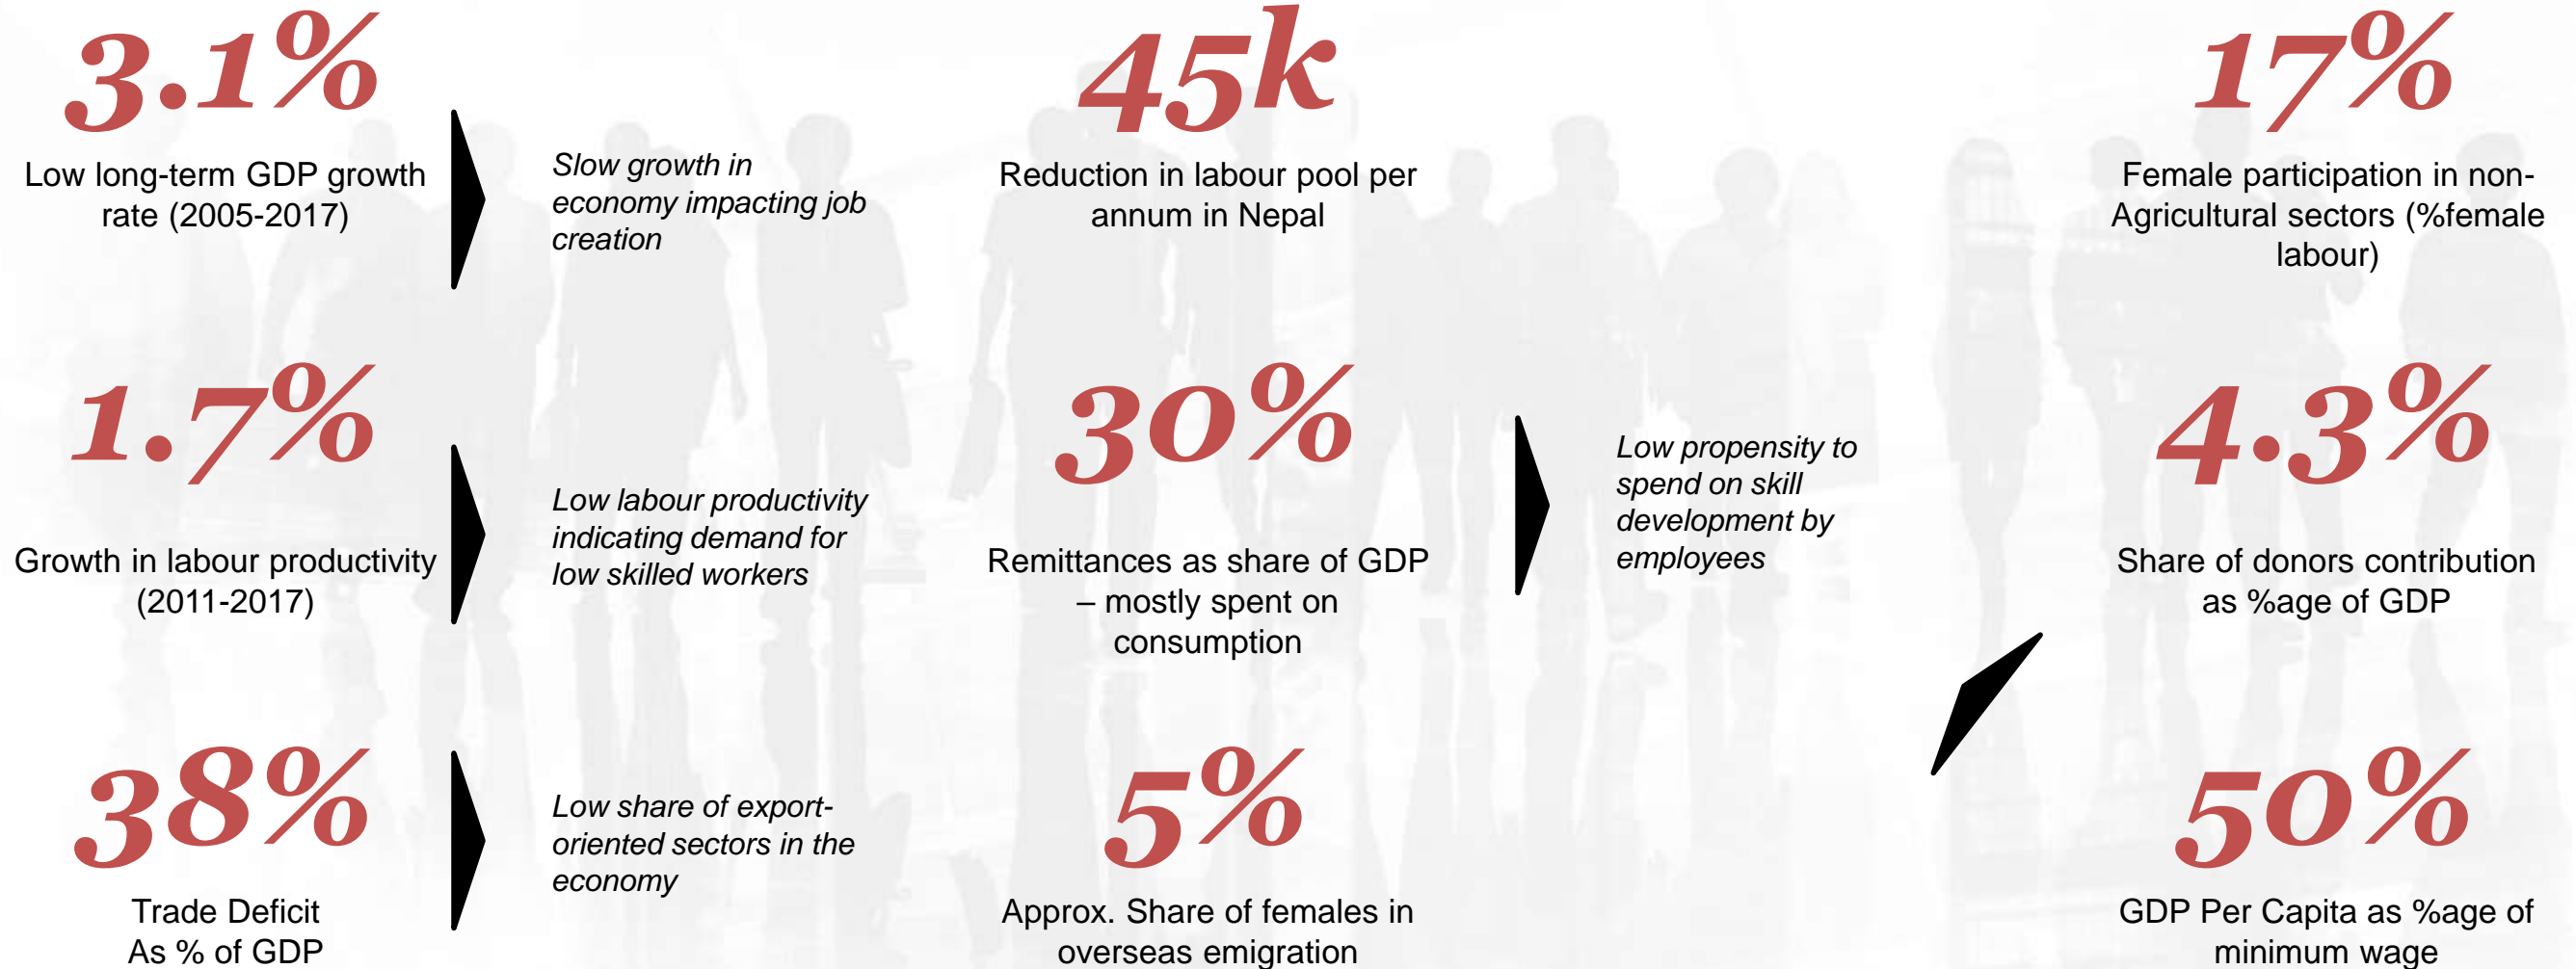 3.1%
Low long-term GDP growth
rate (2005-2017)
Slow growth in
economy impacting job
creation
45k
Reduction in labour pool per
annum in Nepal
17%
Female participation in non-
Agricultural sectors (%female
labour)
1.7%
Growth in labour productivity
(2011-2017)
Low labour productivity
indicating demand for
low skilled workers
30%
Remittances as share of GDP
– mostly spent on
consumption
Low propensity to
spend on skill
development by
employees
4.3%
Share of donors contribution
as %age of GDP
38%
Trade Deficit
As % of GDP
Low share of export-
oriented sectors in the
economy
5%
Approx. Share of females in
overseas emigration
50%
GDP Per Capita as %age of
minimum wage